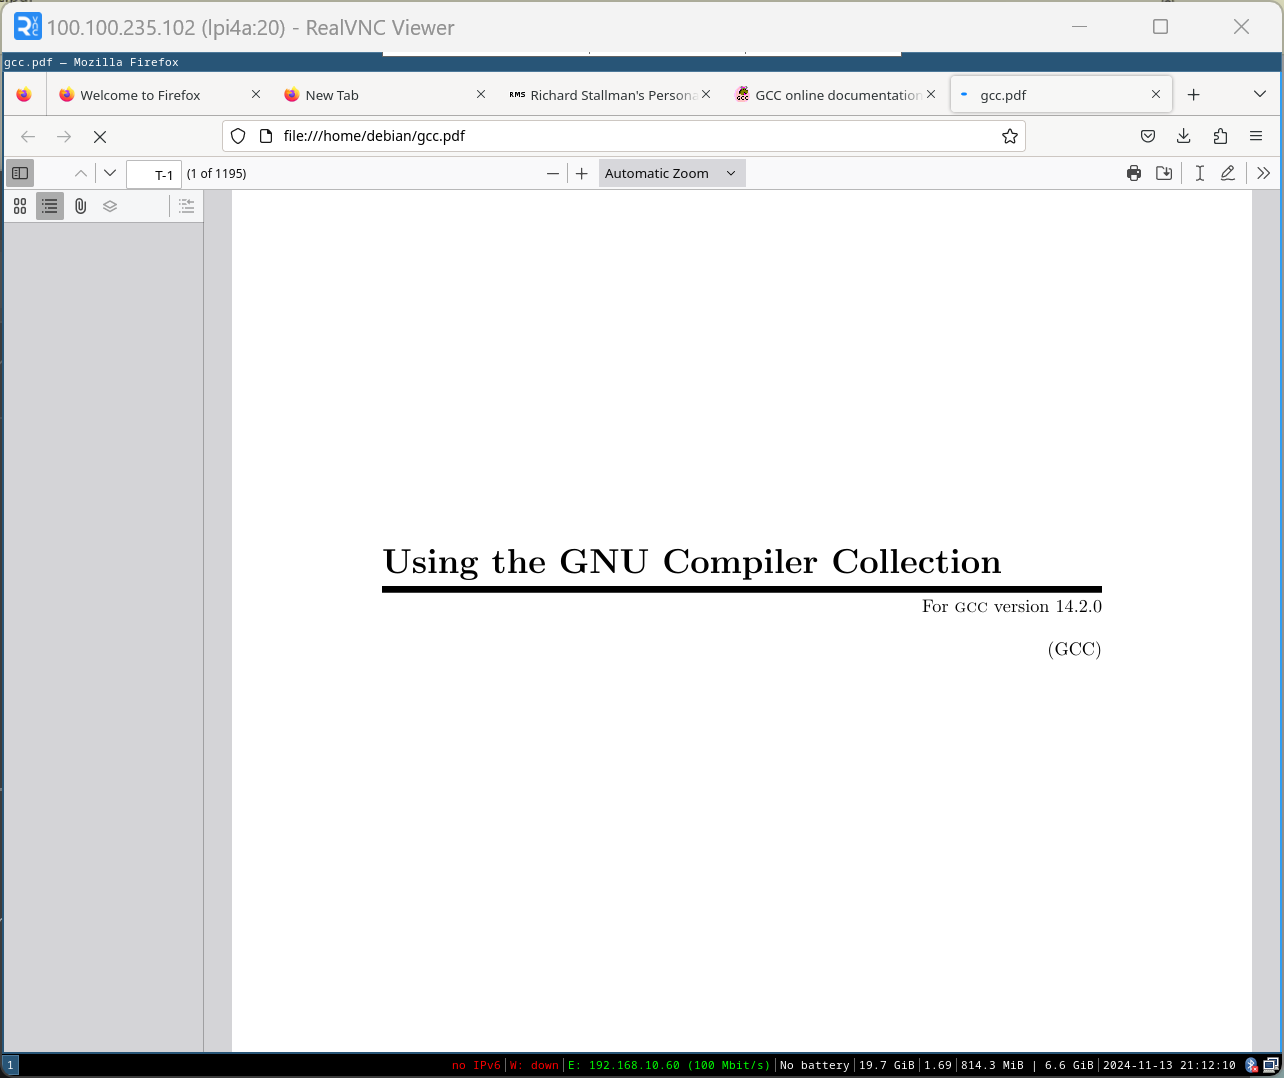 100.100.235.102 (lpi4a:20) - RealVNC Viewer
gcc.pdf — Mozilla Firefox
Welcome to Firefox
New Tab
RMS Richard Stallman's Persona
GCC online documentation
gcc.pdf
file:///home/debian/gcc.pdf
T-1 (1 of 1195)
Automatic Zoom
Using the GNU Compiler Collection
For GCC version 14.2.0
(GCC)
1 no IPv6|W: down|E: 192.168.10.60 (100 Mbit/s)|No battery|19.7 GiB|1.69|814.3 MiB | 6.6 GiB|2024-11-13 21:12:10